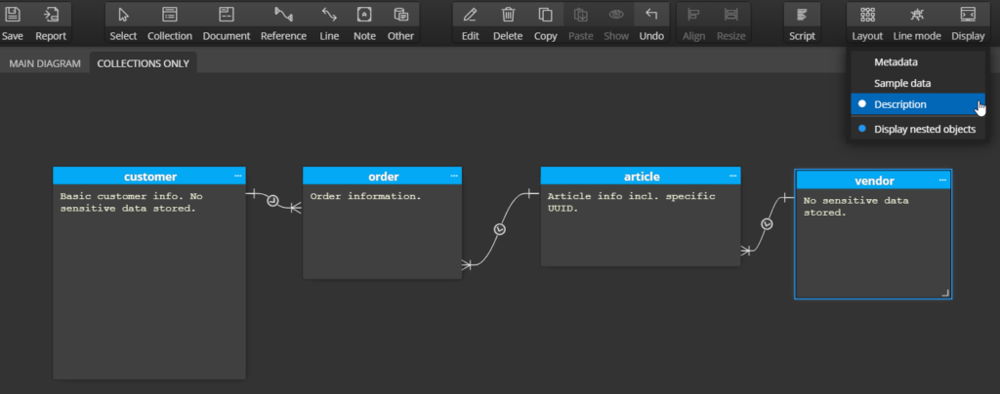 Save Report Select Collection Document Reference Line Note Other Edit Delete Copy Paste Show Undo Align Resize Script Layout Line mode Display
MAIN DIAGRAM COLLECTIONS ONLY
Metadata
Sample data
Description
Display nested objects
customer
Basic customer info. No
sensitive data stored.
order
Order information.
article
Article info incl. specific
UUID.
vendor
No sensitive data
stored.